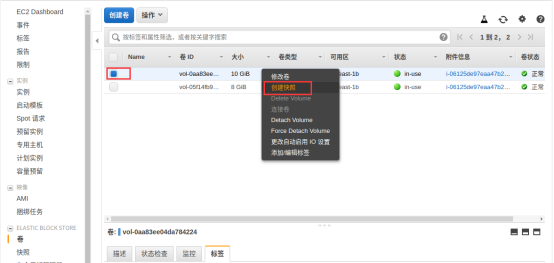 EC2 Dashboard
事件
标签
报告
限制
实例
实例
启动模板
Spot 请求
预留实例
专用主机
计划实例
容量预留
映像
AMI
捆绑任务
ELASTIC BLOCK STORE
卷
快照
创建卷 操作
按标签和属性筛选，或者按关键字搜索
1 到 2， 2
Name 卷 ID 大小 卷类型 可用区 状态 附件信息 卷状态
vol-0aa83ee... 10 GiB east-1b in-use i-06125de97eaa47b2... 正常
vol-05f14fb9... 8 GiB east-1b in-use i-06125de97eaa47b2... 正常
修改卷
创建快照
Delete Volume
连接卷
Detach Volume
Force Detach Volume
更改自动启用 IO 设置
添加/编辑标签
卷: vol-0aa83ee04da784224
描述 状态检查 监控 标签